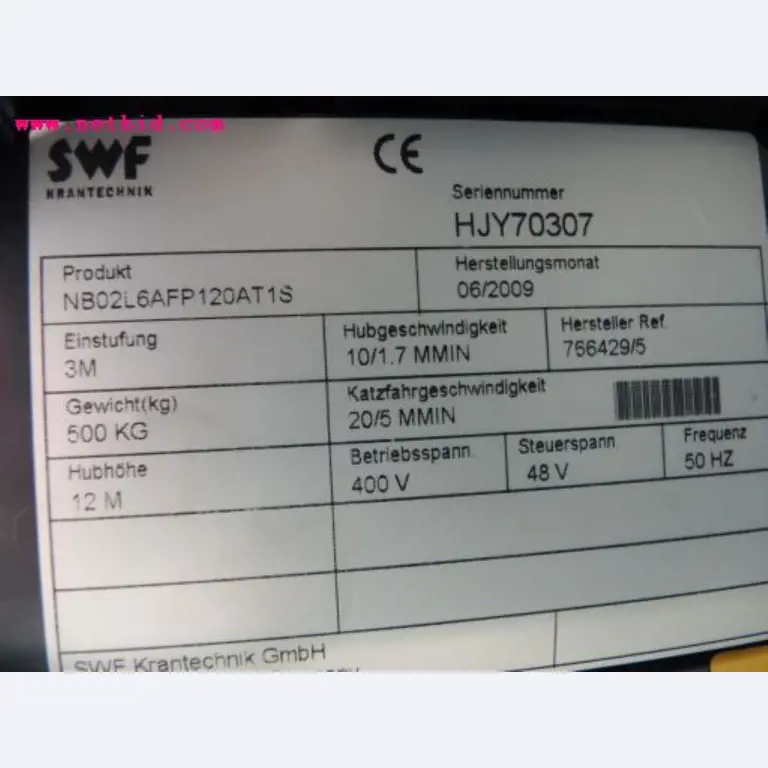 www.netbid.com
SWF
KRANTECHNIK
CE
Seriennummer
HJY70307
Produkt
NB02L6AFP120AT1S
Herstellungsmonat
06/2009
Einstufung
3M
Hubgeschwindigkeit
10/1.7 MMIN
Hersteller Ref.
766429/5
Gewicht(kg)
500 KG
Katzfahrgeschwindigkeit
20/5 MMIN
Hubhöhe
12 M
Betriebsspann.
400 V
Steuerspann.
48 V
Frequenz
50 HZ
SWF Krantechnik GmbH